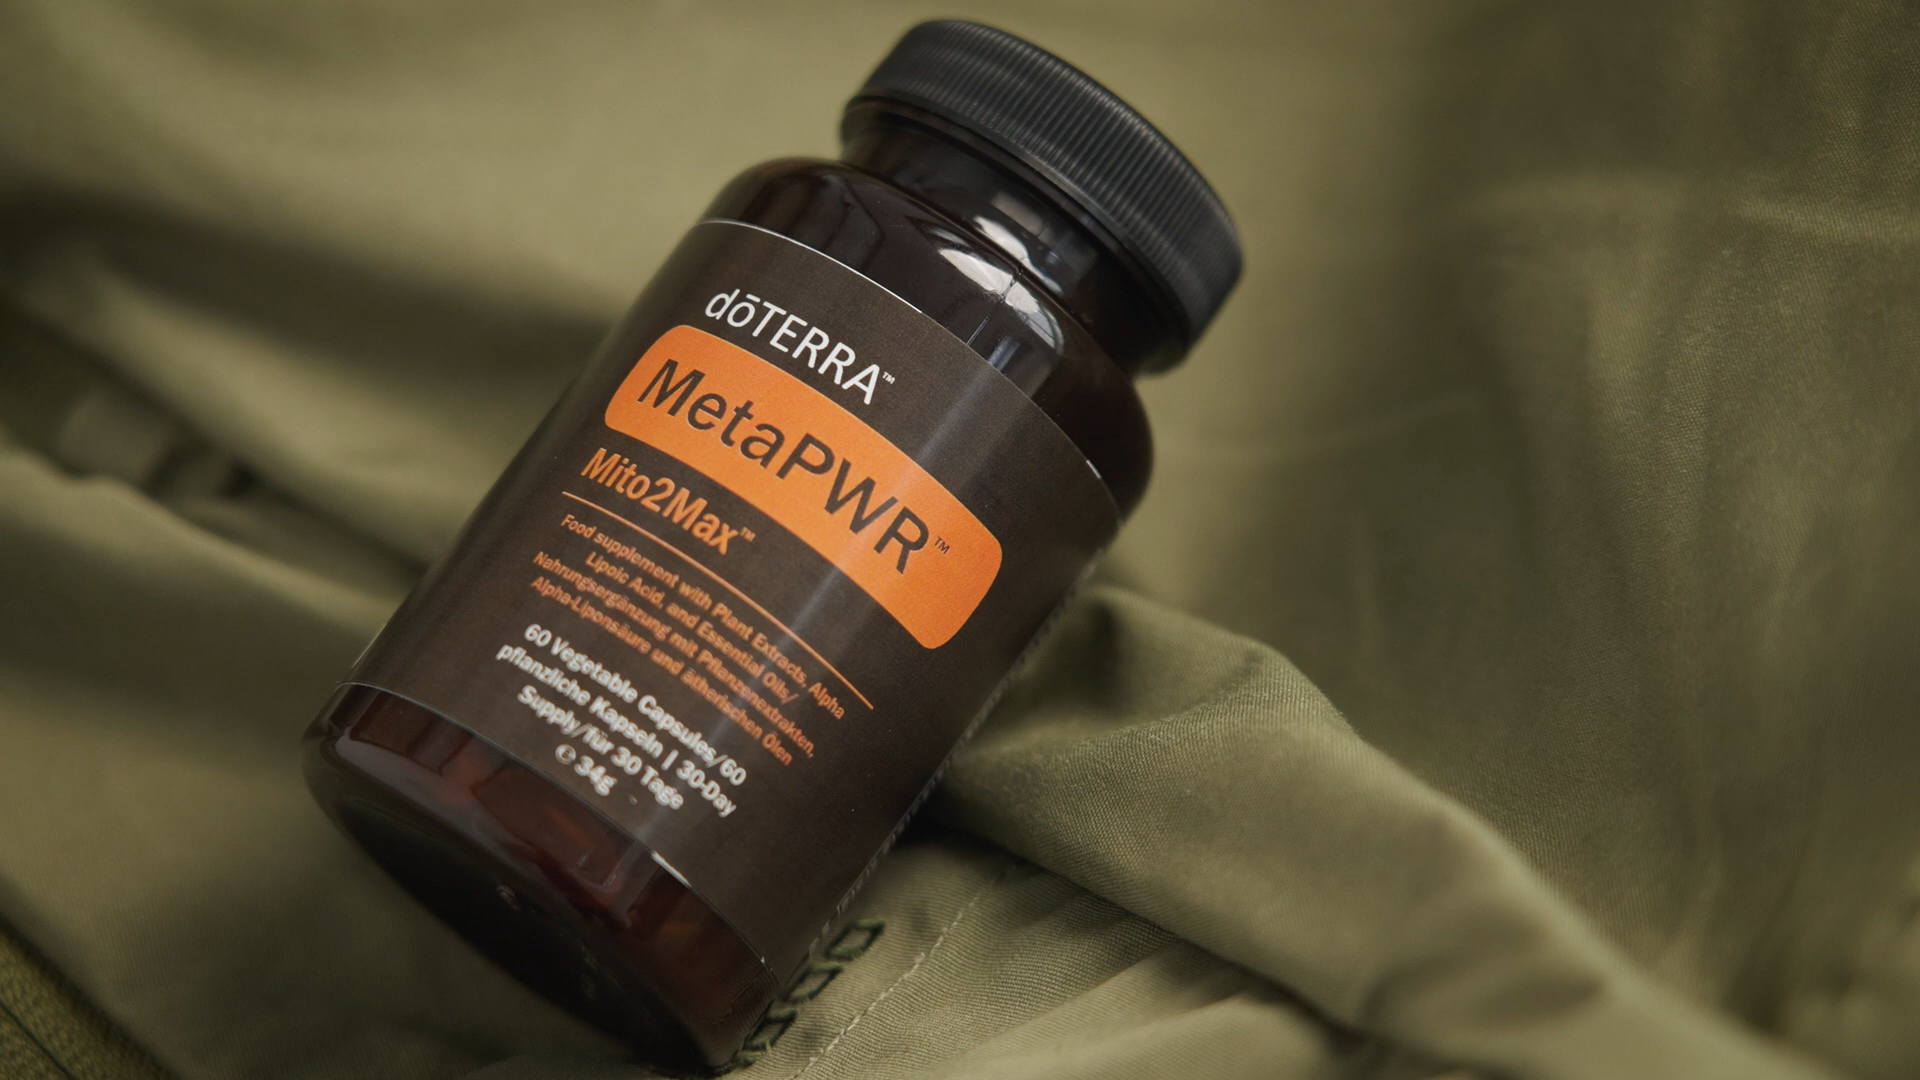 dōTERRA™
MetaPWR™
Mito2Max™
Food supplement with Plant Extracts, Alpha
Lipoic Acid, and Essential Oils/
Nahrungsergänzung mit Pflanzenextrakten,
Alpha-Liponsäure und ätherischen Ölen
60 Vegetable Capsules/60
pflanzliche Kapseln | 30-Day
Supply/für 30 Tage
℮ 34g